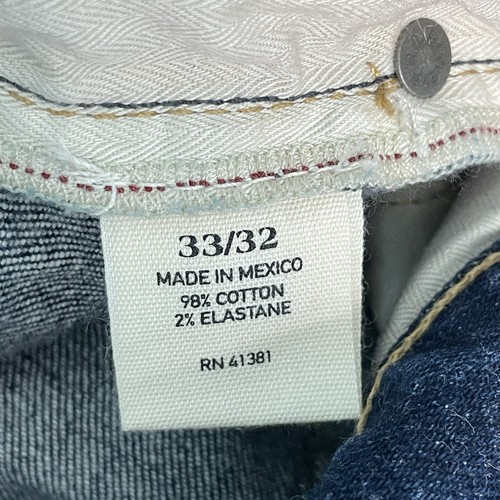 33/32
MADE IN MEXICO
98% COTTON
2% ELASTANE
RN 41381